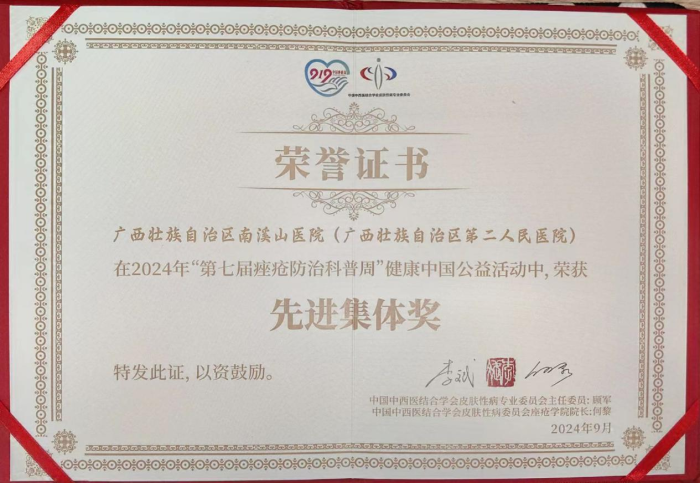 919
荣誉证书
广西壮族自治区南溪山医院（广西壮族自治区第二人民医院）
在2024年“第七届痤疮防治科普周”健康中国公益活动中, 荣获
先进集体奖
特发此证, 以资鼓励。
中国中西医结合学会皮肤性病专业委员会主任委员: 顾军
中国中西医结合学会皮肤性病委员会座疮学院院长: 何黎
2024年9月